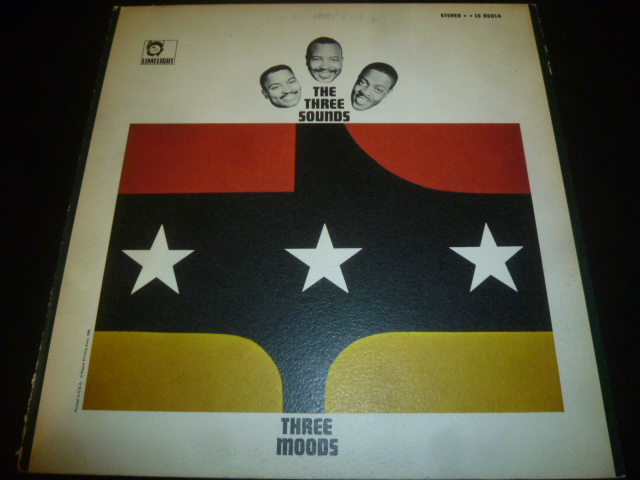 LIMELIGHT
STEREO • • LS 86014
THE
THREE
SOUNDS
THREE
MOODS